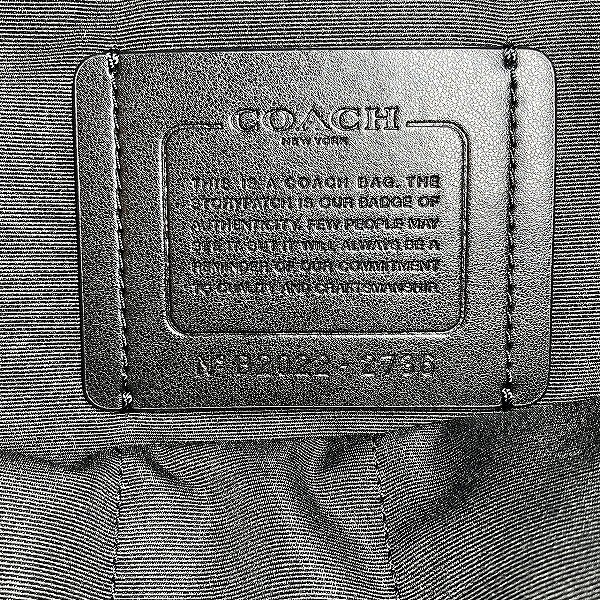 COACH
NEW YORK
THIS IS A COACH BAG. THE
STORYPATCH IS OUR BADGE OF
AUTHENTICITY. FEW PEOPLE MAY
SEE IT, BUT IT WILL ALWAYS BE A
REMINDER OF OUR COMMITMENT
TO QUALITY AND CRAFTSMANSHIP.
Nº